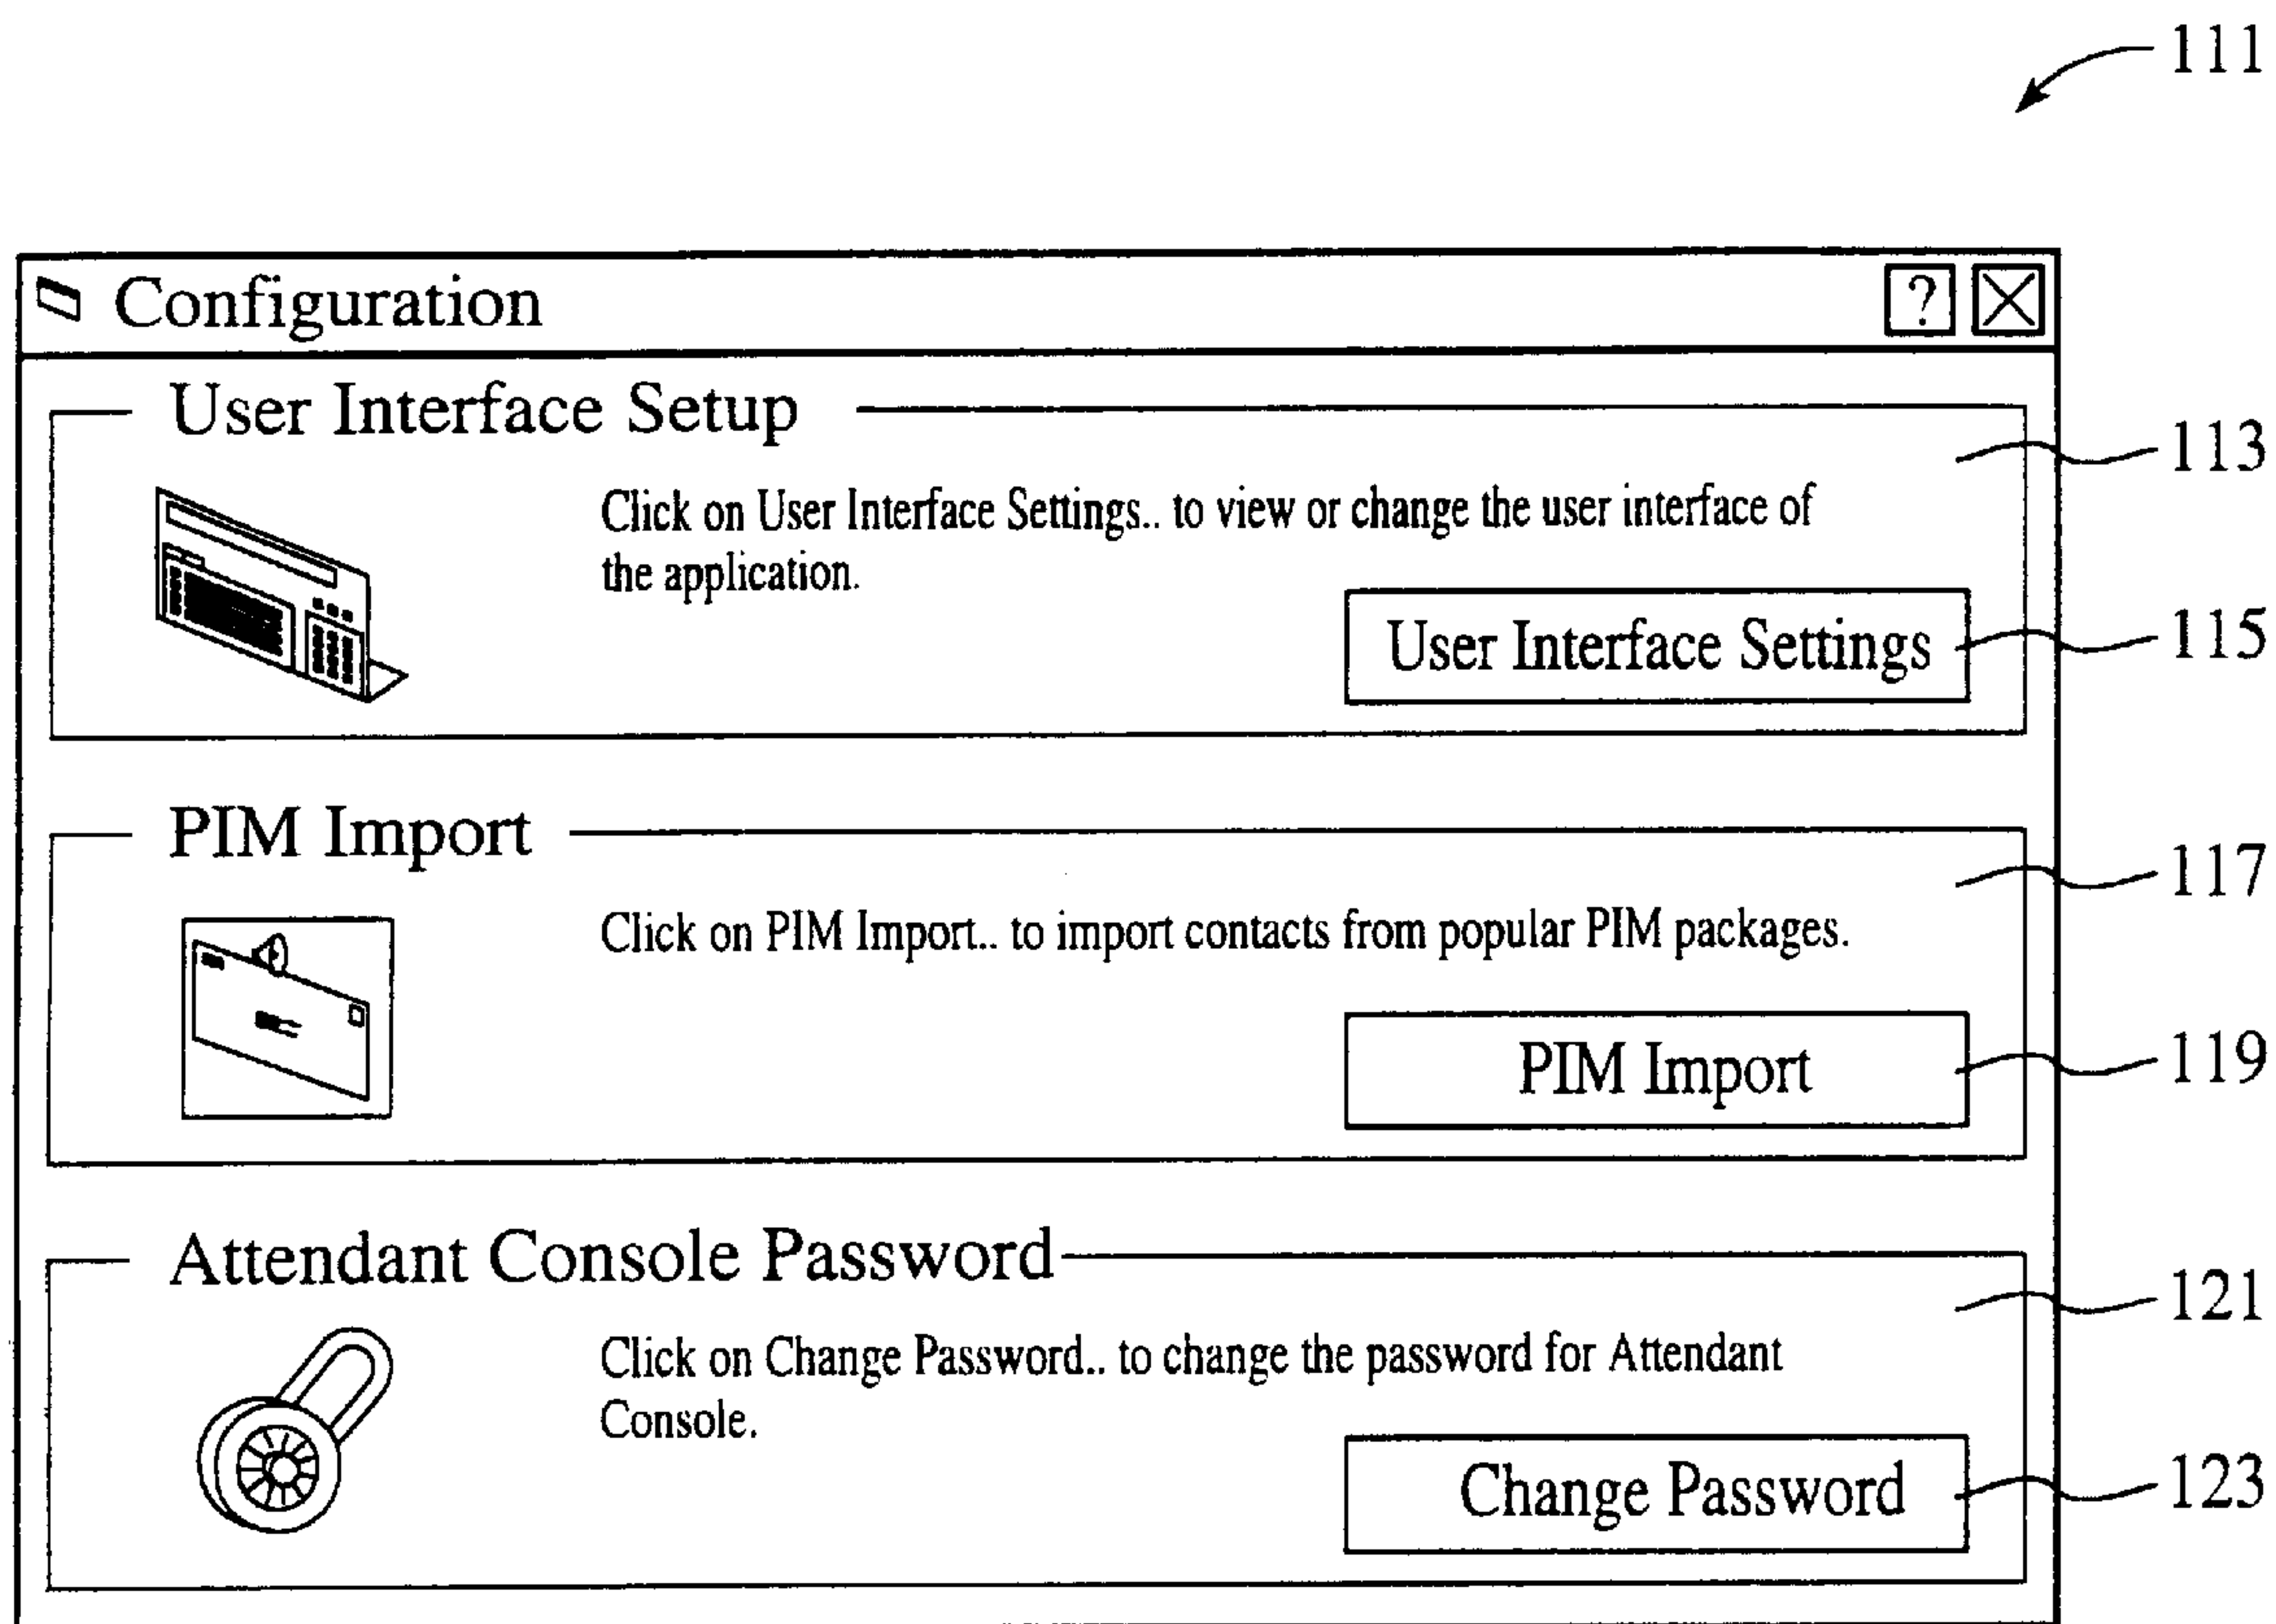 111
Configuration ?
User Interface Setup
113
Click on User Interface Settings.. to view or change the user interface of
the application.
User Interface Settings
115
PIM Import
117
Click on PIM Import.. to import contacts from popular PIM packages.
PIM Import
119
Attendant Console Password
121
Click on Change Password.. to change the password for Attendant
Console.
Change Password
123